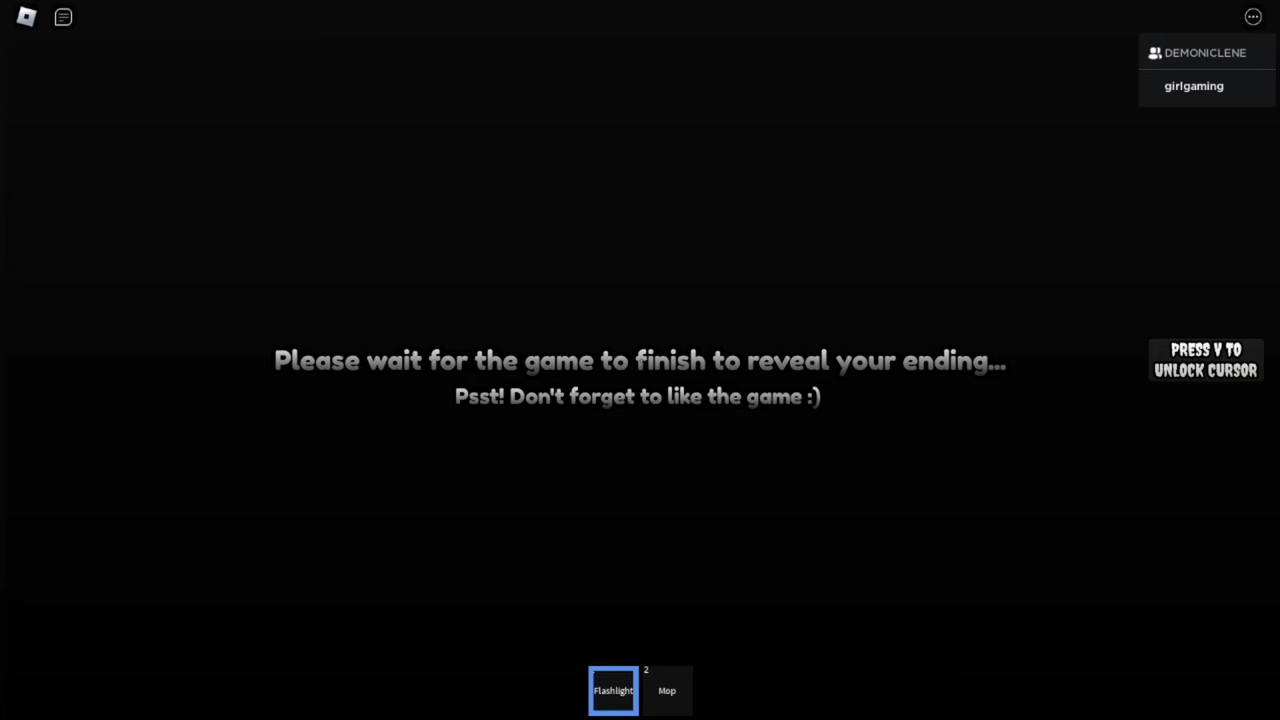 DEMONICLENE
girlgaming
Please wait for the game to finish to reveal your ending...
Psst! Don't forget to like the game :)
PRESS V TO
UNLOCK CURSOR
Flashlight
2
Mop